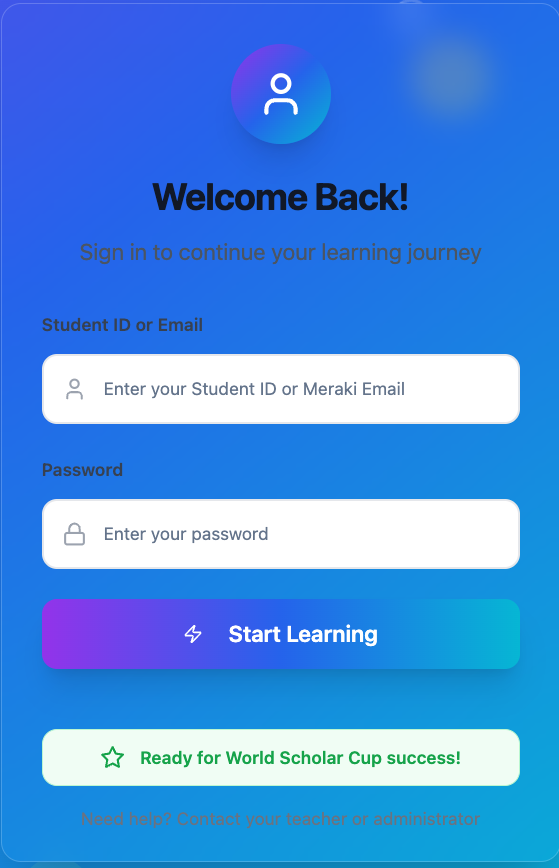 Welcome Back!
Sign in to continue your learning journey
Student ID or Email
Enter your Student ID or Meraki Email
Password
Enter your password
Start Learning
Ready for World Scholar Cup success!
Need help? Contact your teacher or administrator